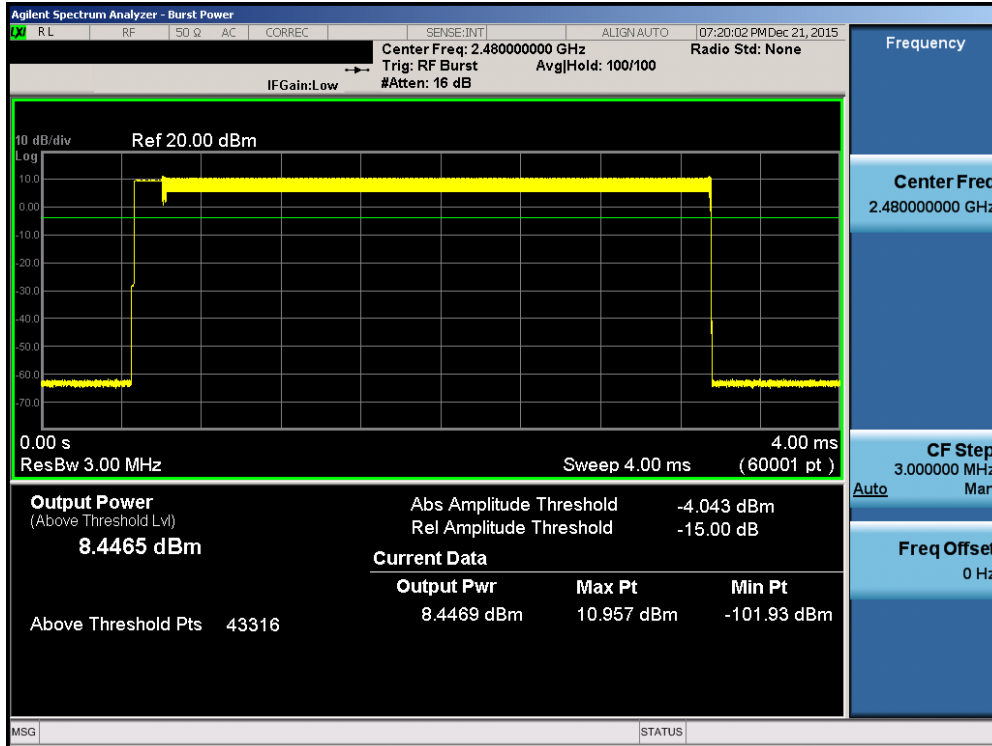 Agilent Spectrum Analyzer - Burst Power
LXI RL RF 50 Ω AC CORREC SENSE:INT ALIGN AUTO 07:20:02 PM Dec 21, 2015
Center Freq: 2.480000000 GHz Radio Std: None
Trig: RF Burst Avg|Hold: 100/100
IFGain:Low #Atten: 16 dB
10 dB/div Ref 20.00 dBm
Log
10.0
0.00
-10.0
-20.0
-30.0
-40.0
-50.0
-60.0
-70.0
0.00 s 4.00 ms
ResBw 3.00 MHz Sweep 4.00 ms (60001 pt)
Output Power
(Above Threshold Lvl)
8.4465 dBm
Above Threshold Pts 43316
Abs Amplitude Threshold -4.043 dBm
Rel Amplitude Threshold -15.00 dB
Current Data
Output Pwr Max Pt Min Pt
8.4469 dBm 10.957 dBm -101.93 dBm
MSG STATUS
Frequency
Center Freq
2.480000000 GHz
CF Step
3.000000 MHz
Auto Man
Freq Offset
0 Hz